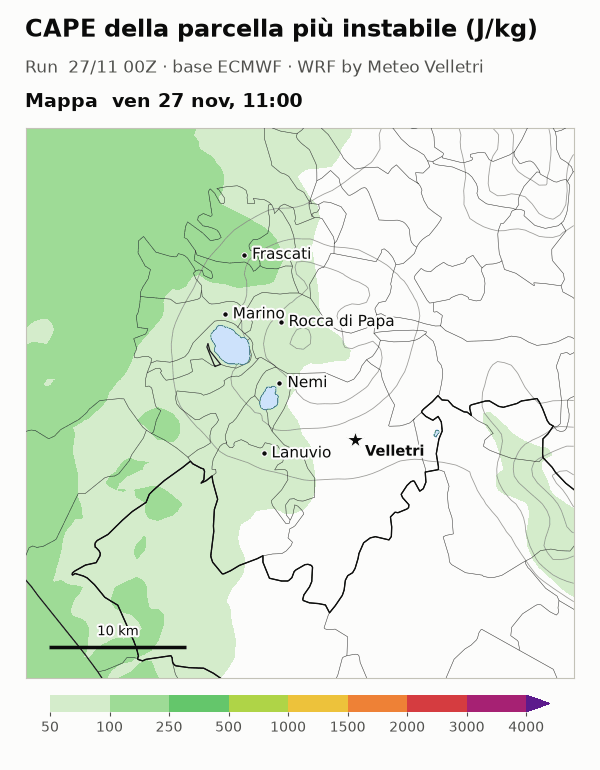 CAPE della parcella più instabile (J/kg)
Run  27/11 00Z · base ECMWF · WRF by Meteo Velletri
Mappa  ven 27 nov, 11:00
Frascati
Marino
Rocca di Papa
Nemi
Velletri
Lanuvio
10 km
50 100 250 500 1000 1500 2000 3000 4000